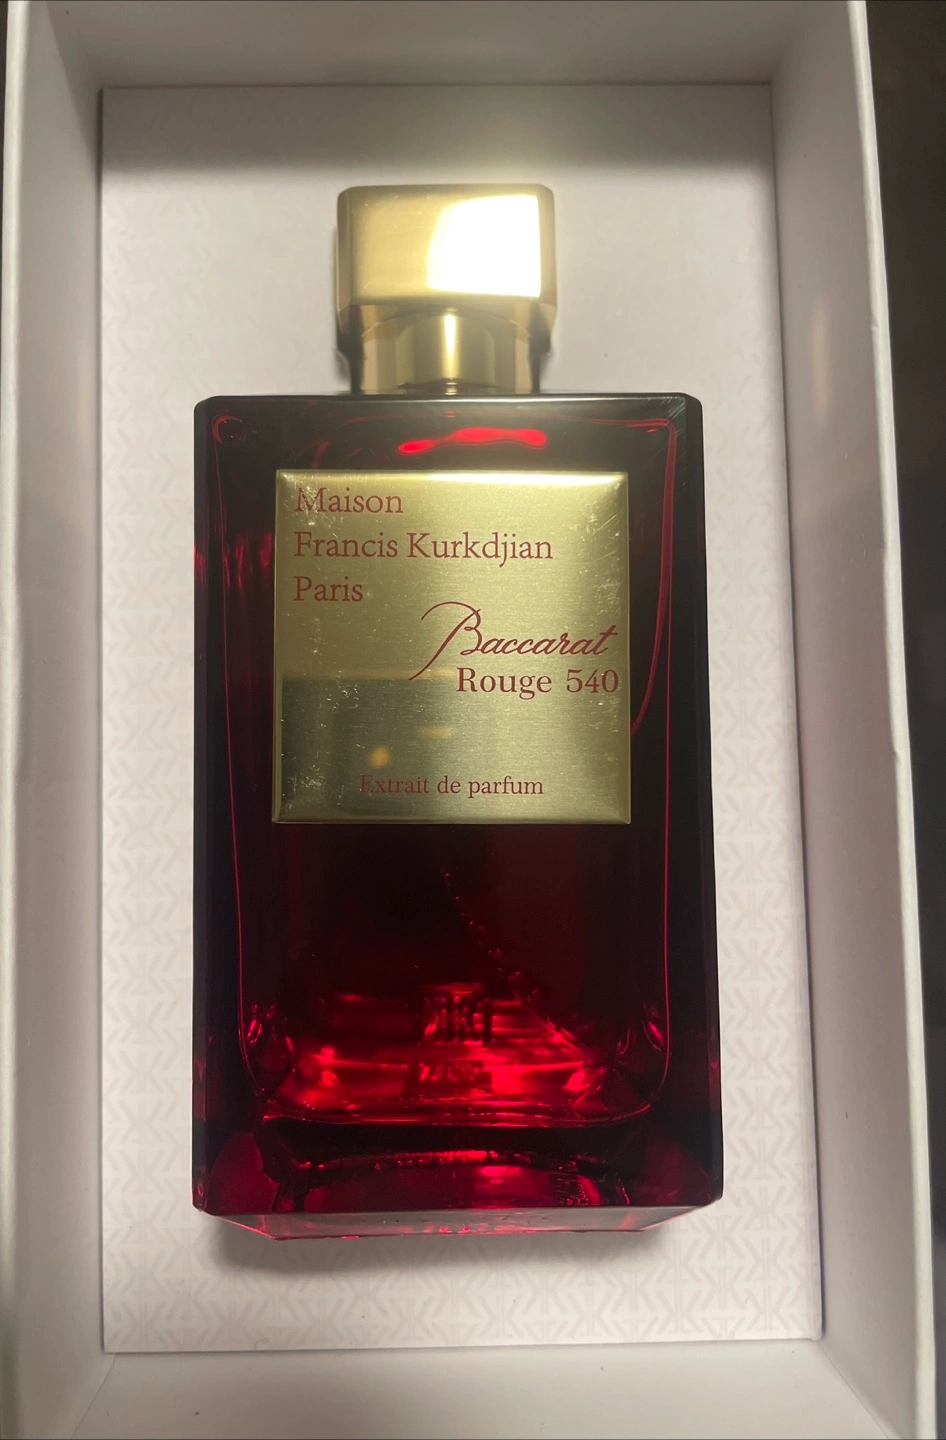 Maison
Francis Kurkdjian
Paris
Baccarat
Rouge 540
Extrait de parfum